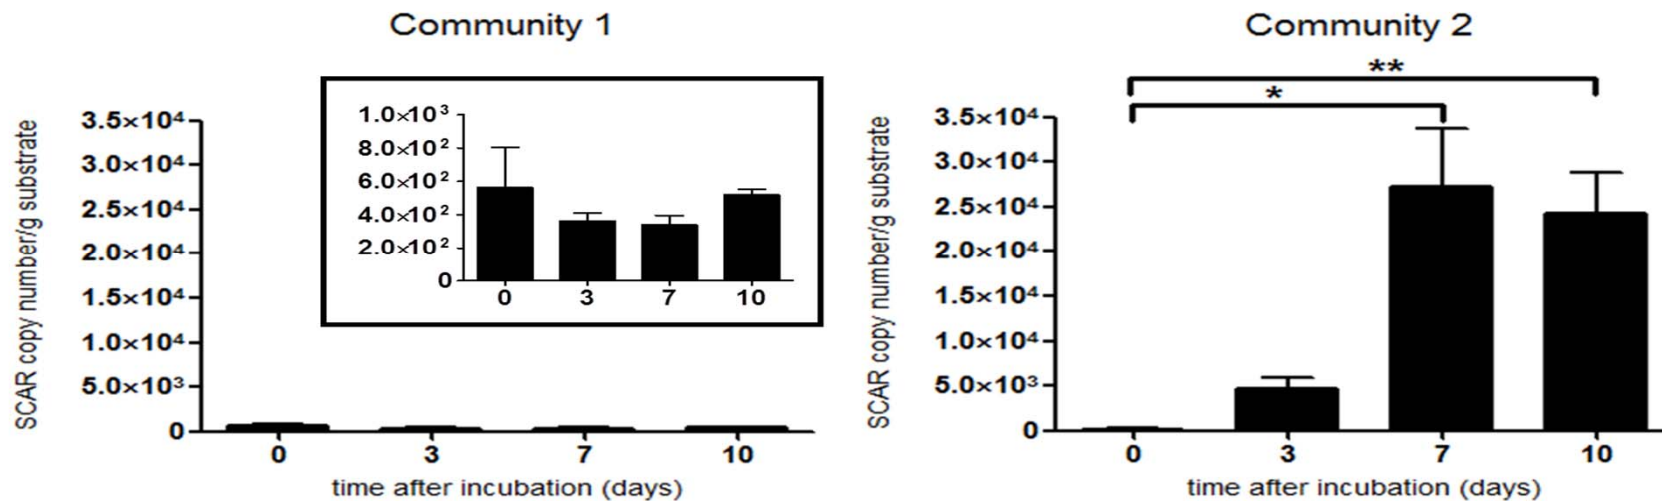 Community 1
SCAR copy number/g substrate
3.5×10⁴
3.0×10⁴
2.5×10⁴
2.0×10⁴
1.5×10⁴
1.0×10⁴
5.0×10³
0
0 3 7 10
time after incubation (days)
1.0×10³
8.0×10²
6.0×10²
4.0×10²
2.0×10²
0
0 3 7 10
Community 2
**
*
SCAR copy number/g substrate
3.5×10⁴
3.0×10⁴
2.5×10⁴
2.0×10⁴
1.5×10⁴
1.0×10⁴
5.0×10³
0
0 3 7 10
time after incubation (days)